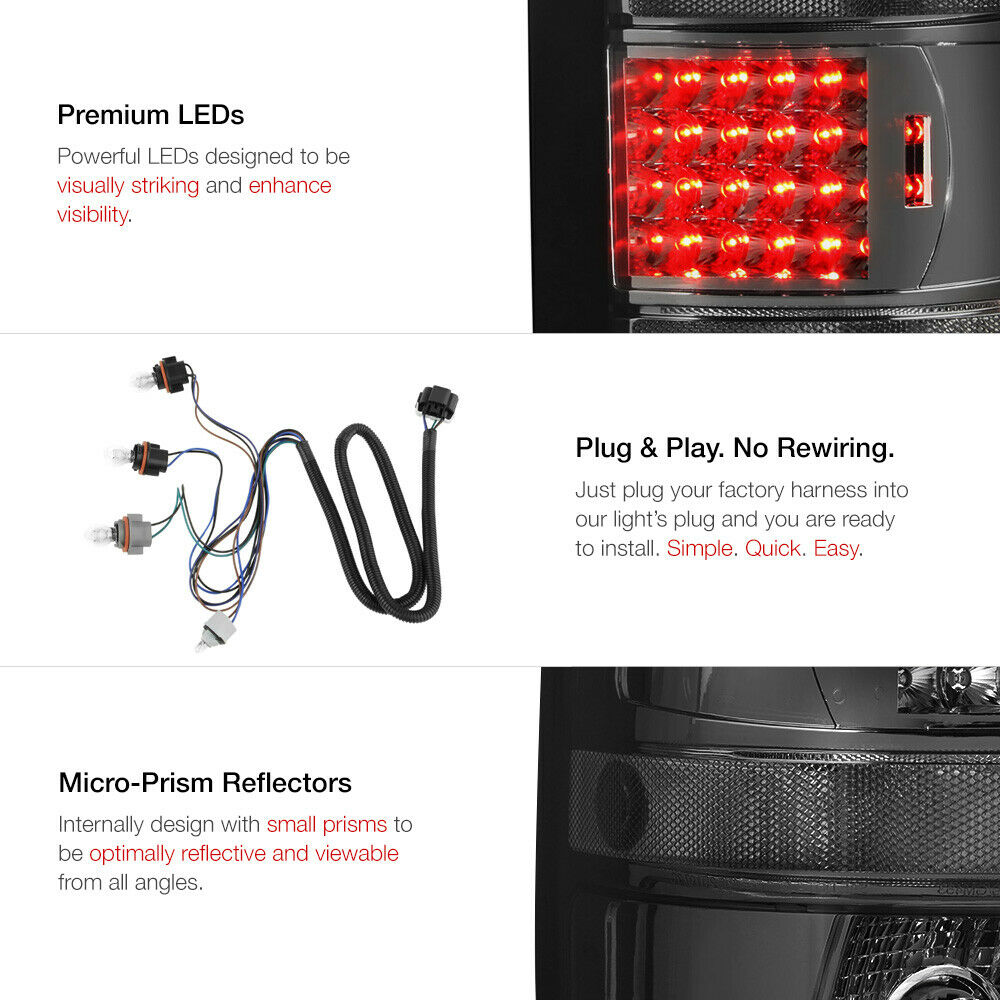 Premium LEDs
Powerful LEDs designed to be
visually striking and enhance
visibility.
Plug & Play. No Rewiring.
Just plug your factory harness into
our light's plug and you are ready
to install. Simple. Quick. Easy.
Micro-Prism Reflectors
Internally design with small prisms to
be optimally reflective and viewable
from all angles.